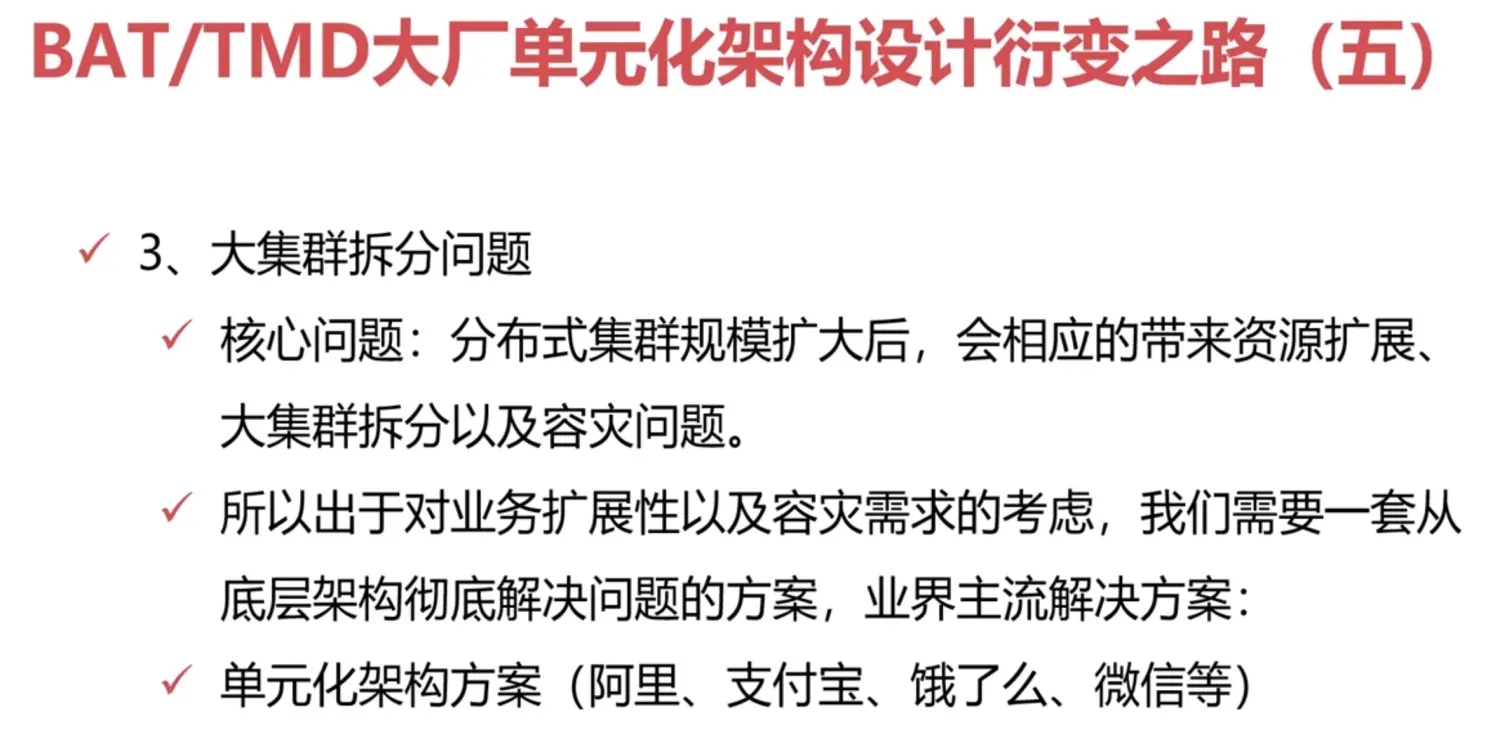 BAT/TMD大厂单元化架构设计衍变之路（五）
3、大集群拆分问题
核心问题：分布式集群规模扩大后，会相应的带来资源扩展、
大集群拆分以及容灾问题。
所以出于对业务扩展性以及容灾需求的考虑，我们需要一套从
底层架构彻底解决问题的方案，业界主流解决方案：
单元化架构方案（阿里、支付宝、饿了么、微信等）